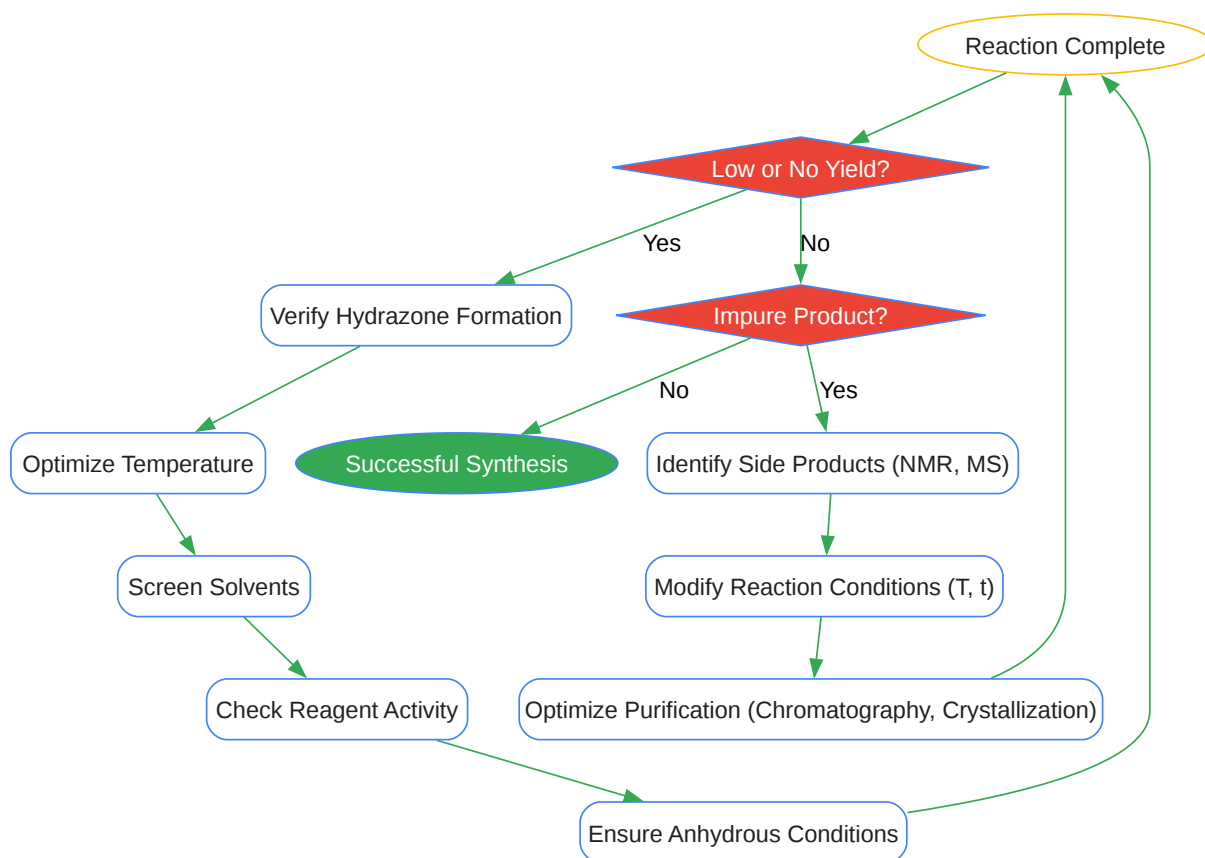 Reaction Complete
Low or No Yield?
Yes
No
Verify Hydrazone Formation
Impure Product?
No
Yes
Optimize Temperature
Successful Synthesis
Identify Side Products (NMR, MS)
Screen Solvents
Modify Reaction Conditions (T, t)
Check Reagent Activity
Optimize Purification (Chromatography, Crystallization)
Ensure Anhydrous Conditions